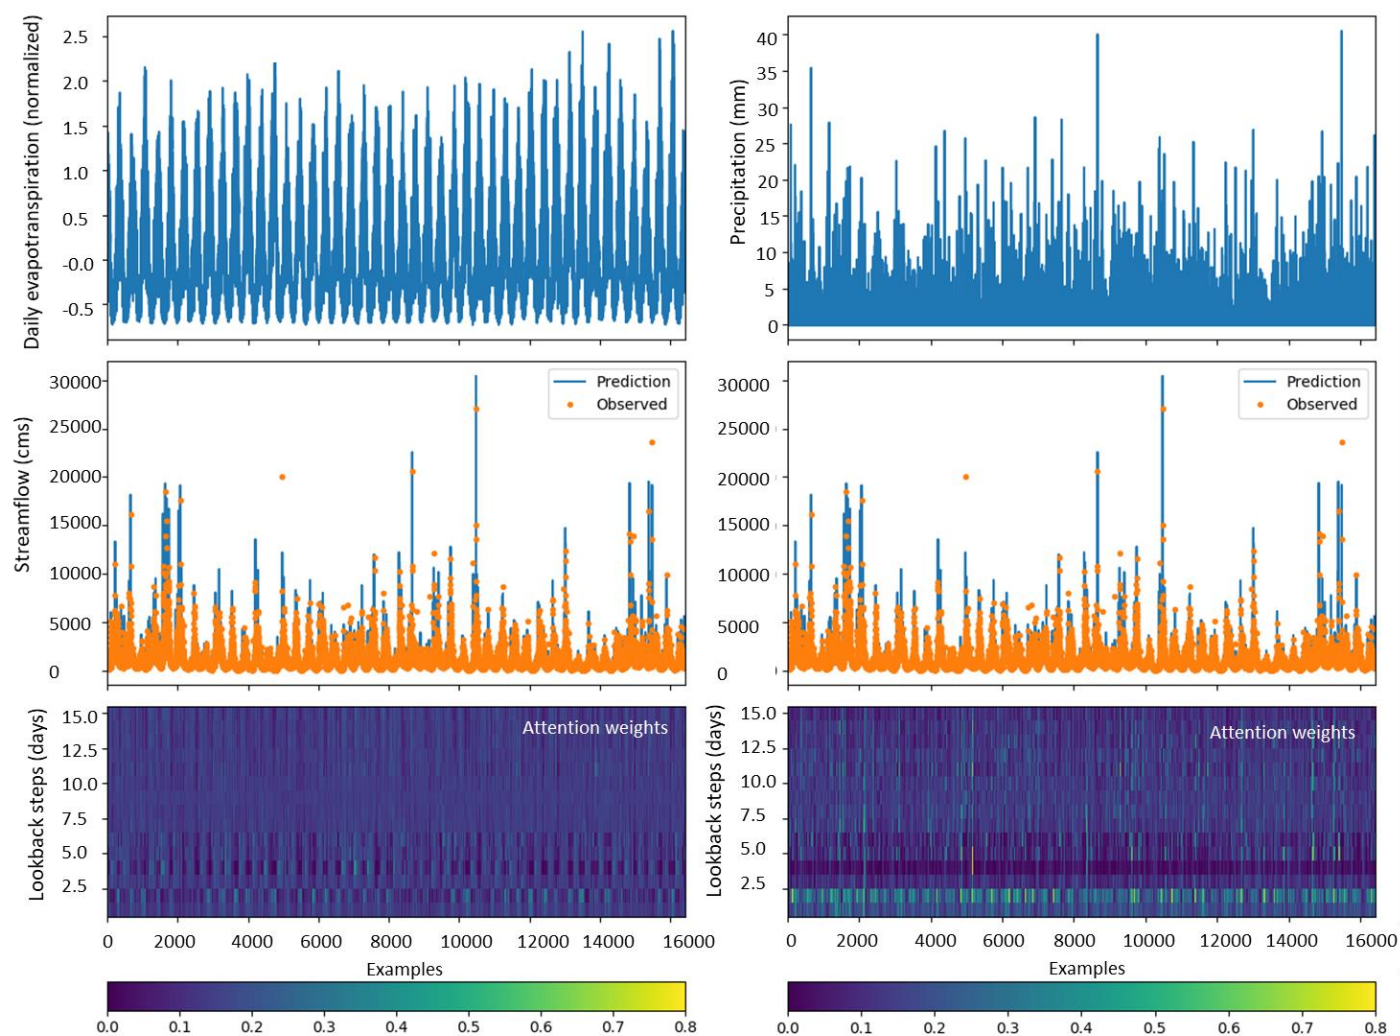 Daily evapotranspiration (normalized)
2.5
2.0
1.5
1.0
0.5
-0.0
-0.5
Precipitation (mm)
40
35
30
25
20
15
10
5
0
Streamflow (cms)
30000
25000
20000
15000
10000
5000
0
Prediction
Observed
30000
25000
20000
15000
10000
5000
0
Prediction
Observed
Lookback steps (days)
15.0
12.5
10.0
7.5
5.0
2.5
Attention weights
0 2000 4000 6000 8000 10000 12000 14000 16000
Examples
0.0 0.1 0.2 0.3 0.4 0.5 0.6 0.7 0.8
Lookback steps (days)
15.0
12.5
10.0
7.5
5.0
2.5
Attention weights
0 2000 4000 6000 8000 10000 12000 14000 16000
Examples
0.0 0.1 0.2 0.3 0.4 0.5 0.6 0.7 0.8